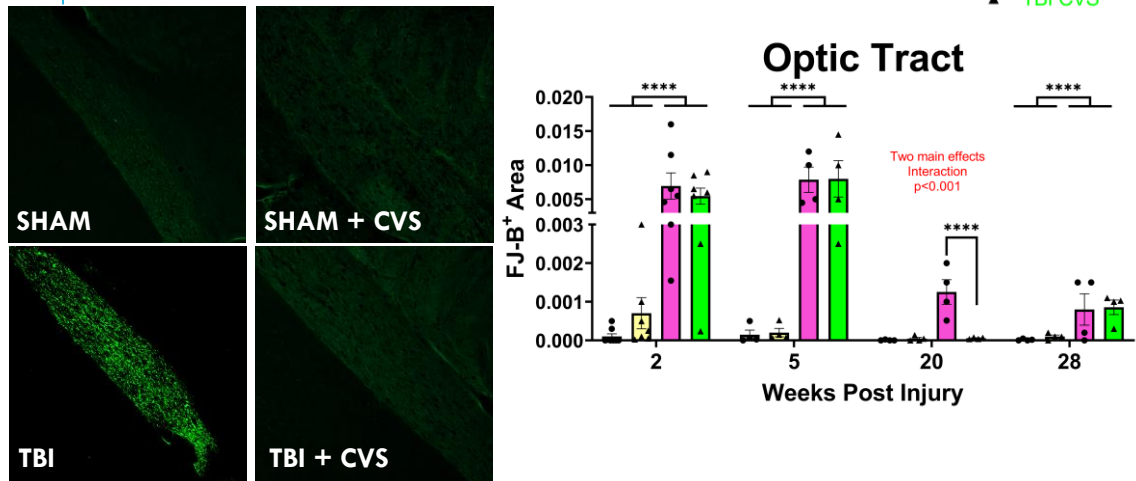 TBI CVS
SHAM
SHAM + CVS
TBI
TBI + CVS
Optic Tract
****
****
****
0.020
0.015
0.010
0.005
0.003
0.002
0.001
0.000
FJ-B+ Area
Two main effects
Interaction
p<0.001
****
2
5
20
28
Weeks Post Injury